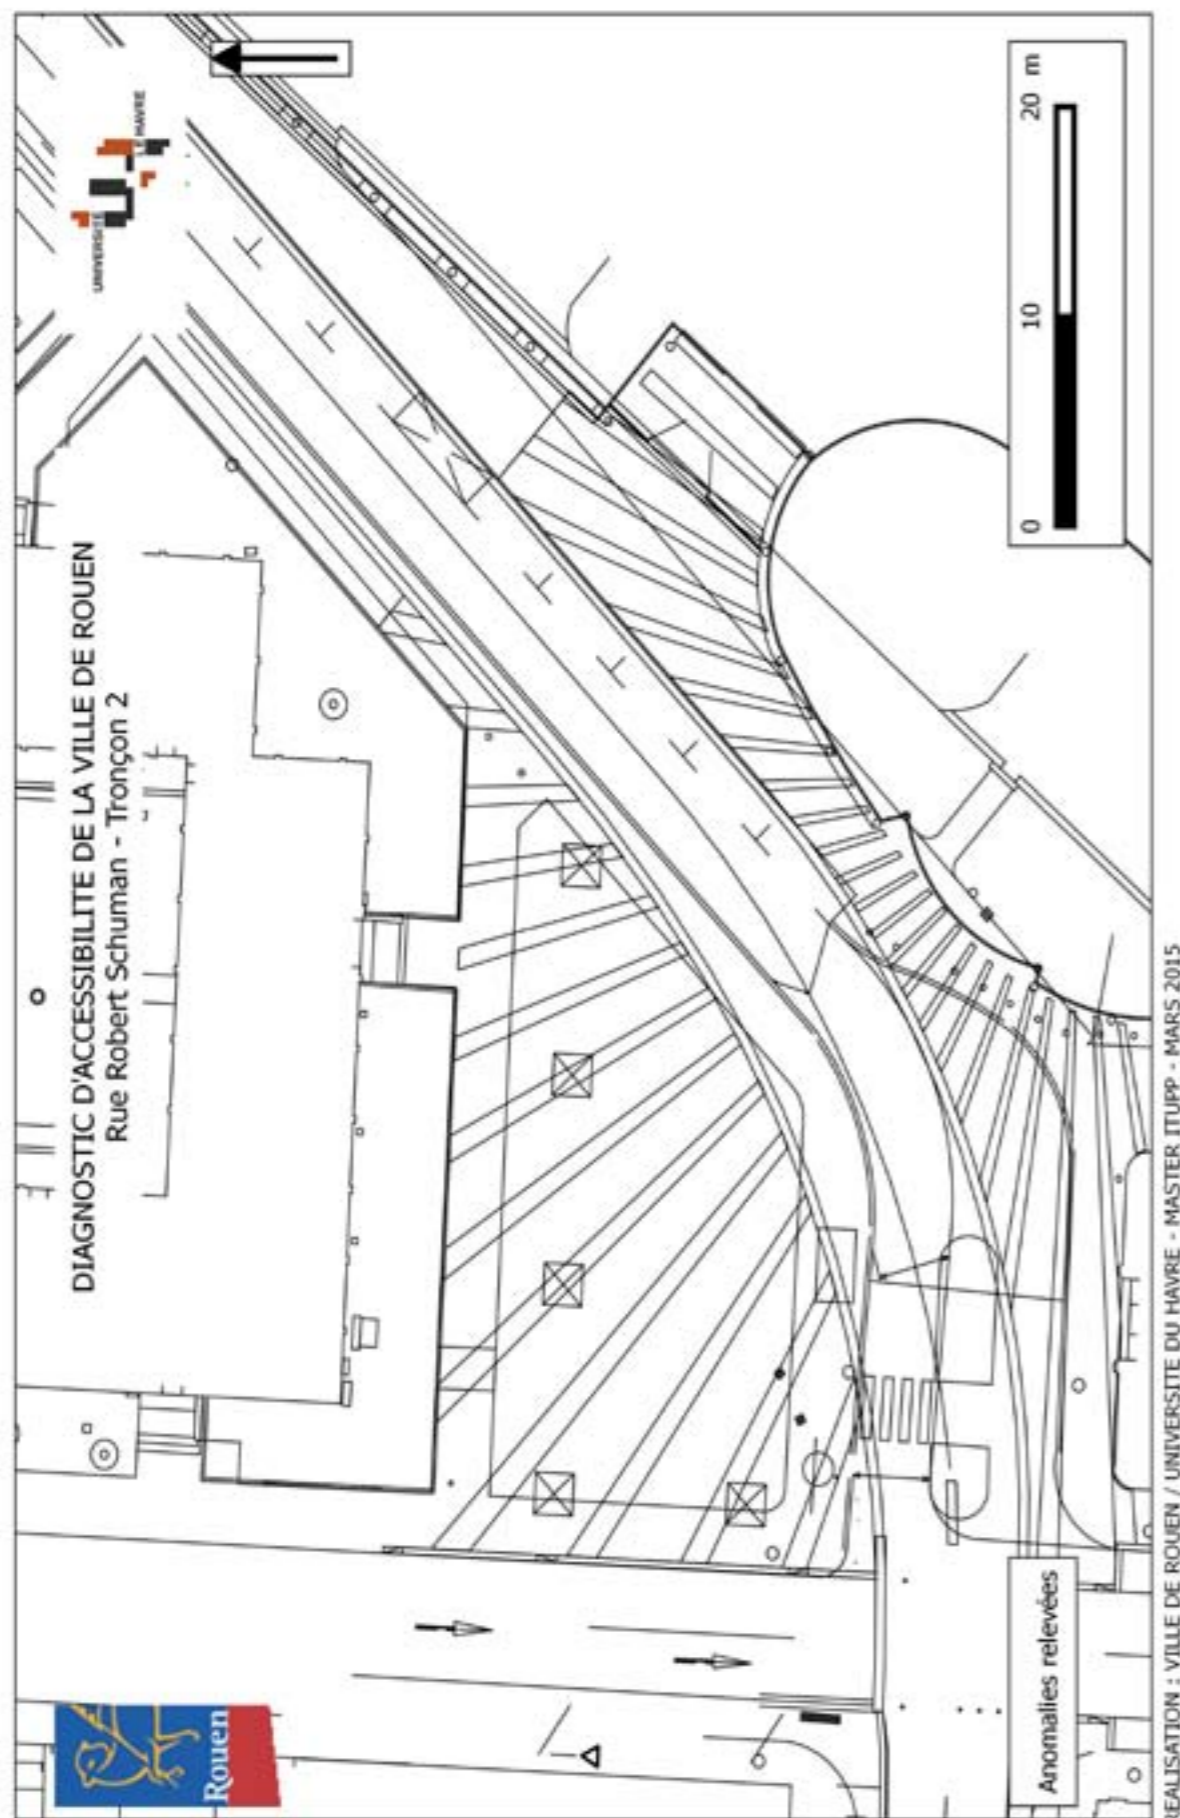 DIAGNOSTIC D'ACCESSIBILITE DE LA VILLE DE ROUEN
Rue Robert Schuman - Tronçon 2
Rouen
UNIVERSITE
LE HAVRE
Anomalies relevées
0 10 20 m
REALISATION : VILLE DE ROUEN / UNIVERSITE DU HAVRE - MASTER ITUPP - MARS 2015